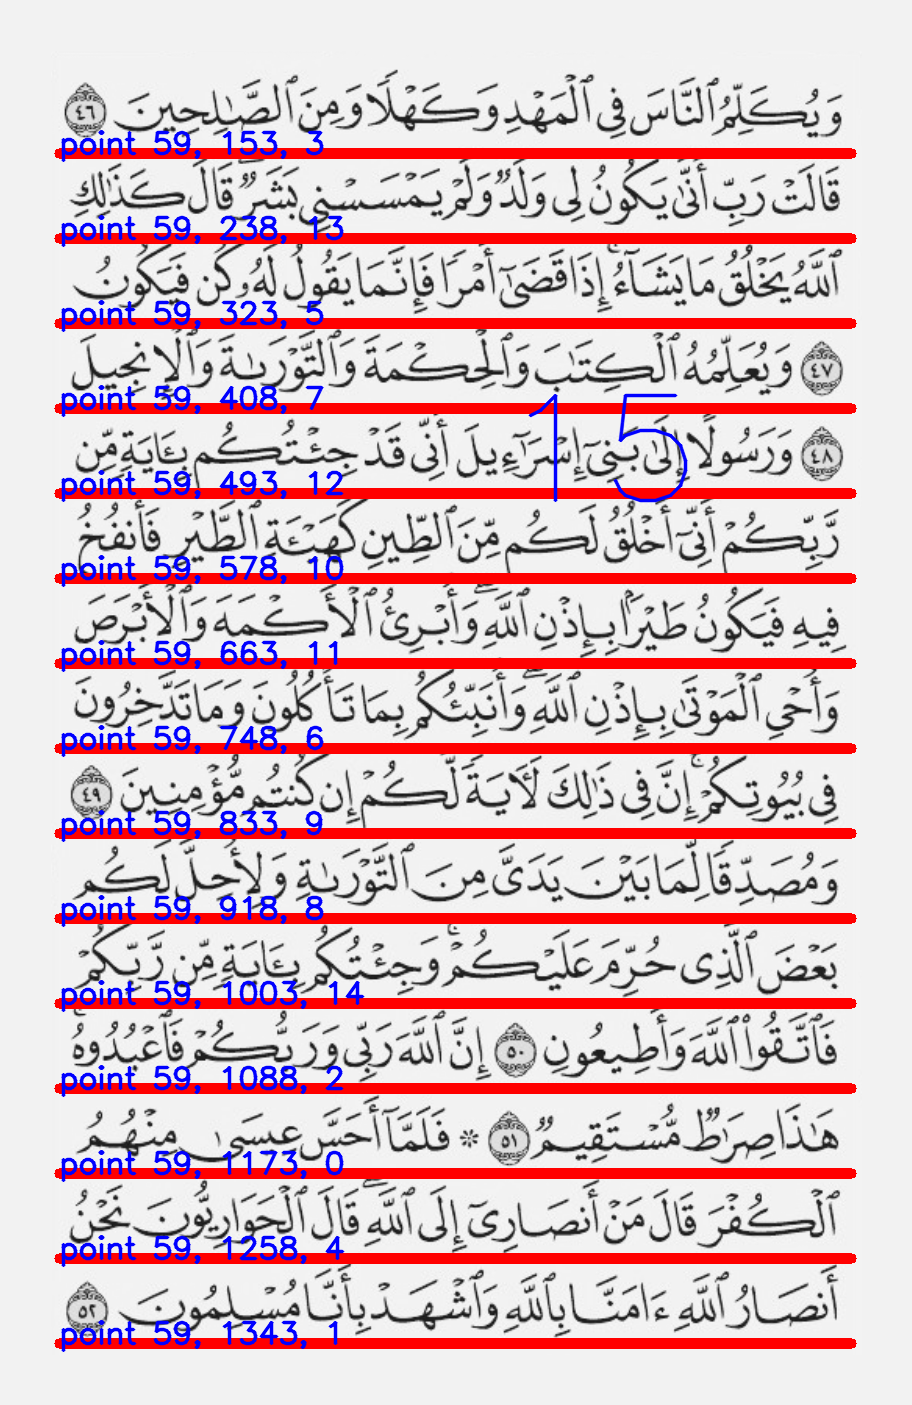 وَيُكَلِّمُ ٱلنَّاسَ فِى ٱلْمَهْدِ وَكَهْلًا وَمِنَ ٱلصَّٰلِحِينَ ٤٦
point 59, 153, 3
قَالَتْ رَبِّ أَنَّىٰ يَكُونُ لِى وَلَدٌ وَلَمْ يَمْسَسْنِى بَشَرٌ ۖ قَالَ كَذَٰلِكِ
point 59, 238, 13
ٱللَّهُ يَخْلُقُ مَا يَشَآءُ ۚ إِذَا قَضَىٰٓ أَمْرًا فَإِنَّمَا يَقُولُ لَهُۥ كُن فَيَكُونُ
point 59, 323, 5
٤٧ وَيُعَلِّمُهُ ٱلْكِتَٰبَ وَٱلْحِكْمَةَ وَٱلتَّوْرَىٰةَ وَٱلْإِنجِيلَ
point 59, 408, 7
٤٨ وَرَسُولًا إِلَىٰ بَنِىٓ إِسْرَٰٓءِيلَ أَنِّى قَدْ جِئْتُكُم بِـَٔايَةٍ مِّن
15
point 59, 493, 12
رَّبِّكُمْ أَنِّىٓ أَخْلُقُ لَكُم مِّنَ ٱلطِّينِ كَهَيْـَٔةِ ٱلطَّيْرِ فَأَنفُخُ
point 59, 578, 10
فِيهِ فَيَكُونُ طَيْرًۢا بِإِذْنِ ٱللَّهِ ۖ وَأُبْرِئُ ٱلْأَكْمَهَ وَٱلْأَبْرَصَ
point 59, 663, 11
وَأُحْىِ ٱلْمَوْتَىٰ بِإِذْنِ ٱللَّهِ ۖ وَأُنَبِّئُكُم بِمَا تَأْكُلُونَ وَمَا تَدَّخِرُونَ
point 59, 748, 6
فِى بُيُوتِكُمْ ۚ إِنَّ فِى ذَٰلِكَ لَـَٔايَةً لَّكُمْ إِن كُنتُم مُّؤْمِنِينَ ٤٩
point 59, 833, 9
وَمُصَدِّقًا لِّمَا بَيْنَ يَدَىَّ مِنَ ٱلتَّوْرَىٰةِ وَلِأُحِلَّ لَكُم
point 59, 918, 8
بَعْضَ ٱلَّذِى حُرِّمَ عَلَيْكُمْ ۚ وَجِئْتُكُم بِـَٔايَةٍ مِّن رَّبِّكُمْ
point 59, 1003, 14
فَٱتَّقُوا۟ ٱللَّهَ وَأَطِيعُونِ ٥٠ إِنَّ ٱللَّهَ رَبِّى وَرَبُّكُمْ فَٱعْبُدُوهُ ۗ
point 59, 1088, 2
هَٰذَا صِرَٰطٌ مُّسْتَقِيمٌ ٥١ ۞ فَلَمَّآ أَحَسَّ عِيسَىٰ مِنْهُمُ
point 59, 1173, 0
ٱلْكُفْرَ قَالَ مَنْ أَنصَارِىٓ إِلَى ٱللَّهِ ۖ قَالَ ٱلْحَوَارِيُّونَ نَحْنُ
point 59, 1258, 4
أَنصَارُ ٱللَّهِ ءَامَنَّا بِٱللَّهِ وَٱشْهَدْ بِأَنَّا مُسْلِمُونَ ٥٢
point 59, 1343, 1